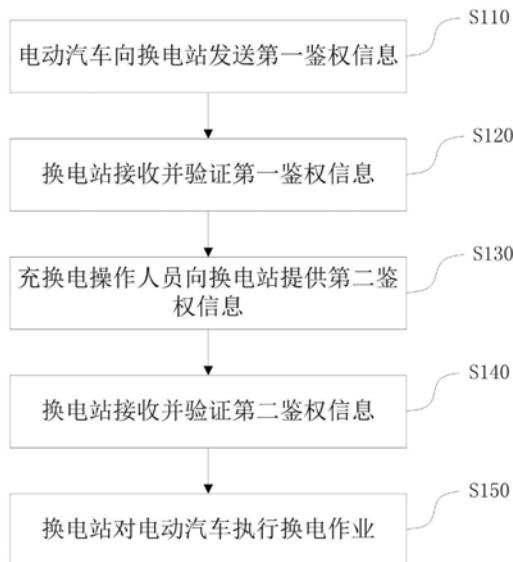 S110
电动汽车向换电站发送第一鉴权信息
S120
换电站接收并验证第一鉴权信息
S130
充换电操作人员向换电站提供第二鉴
权信息
S140
换电站接收并验证第二鉴权信息
S150
换电站对电动汽车执行换电作业